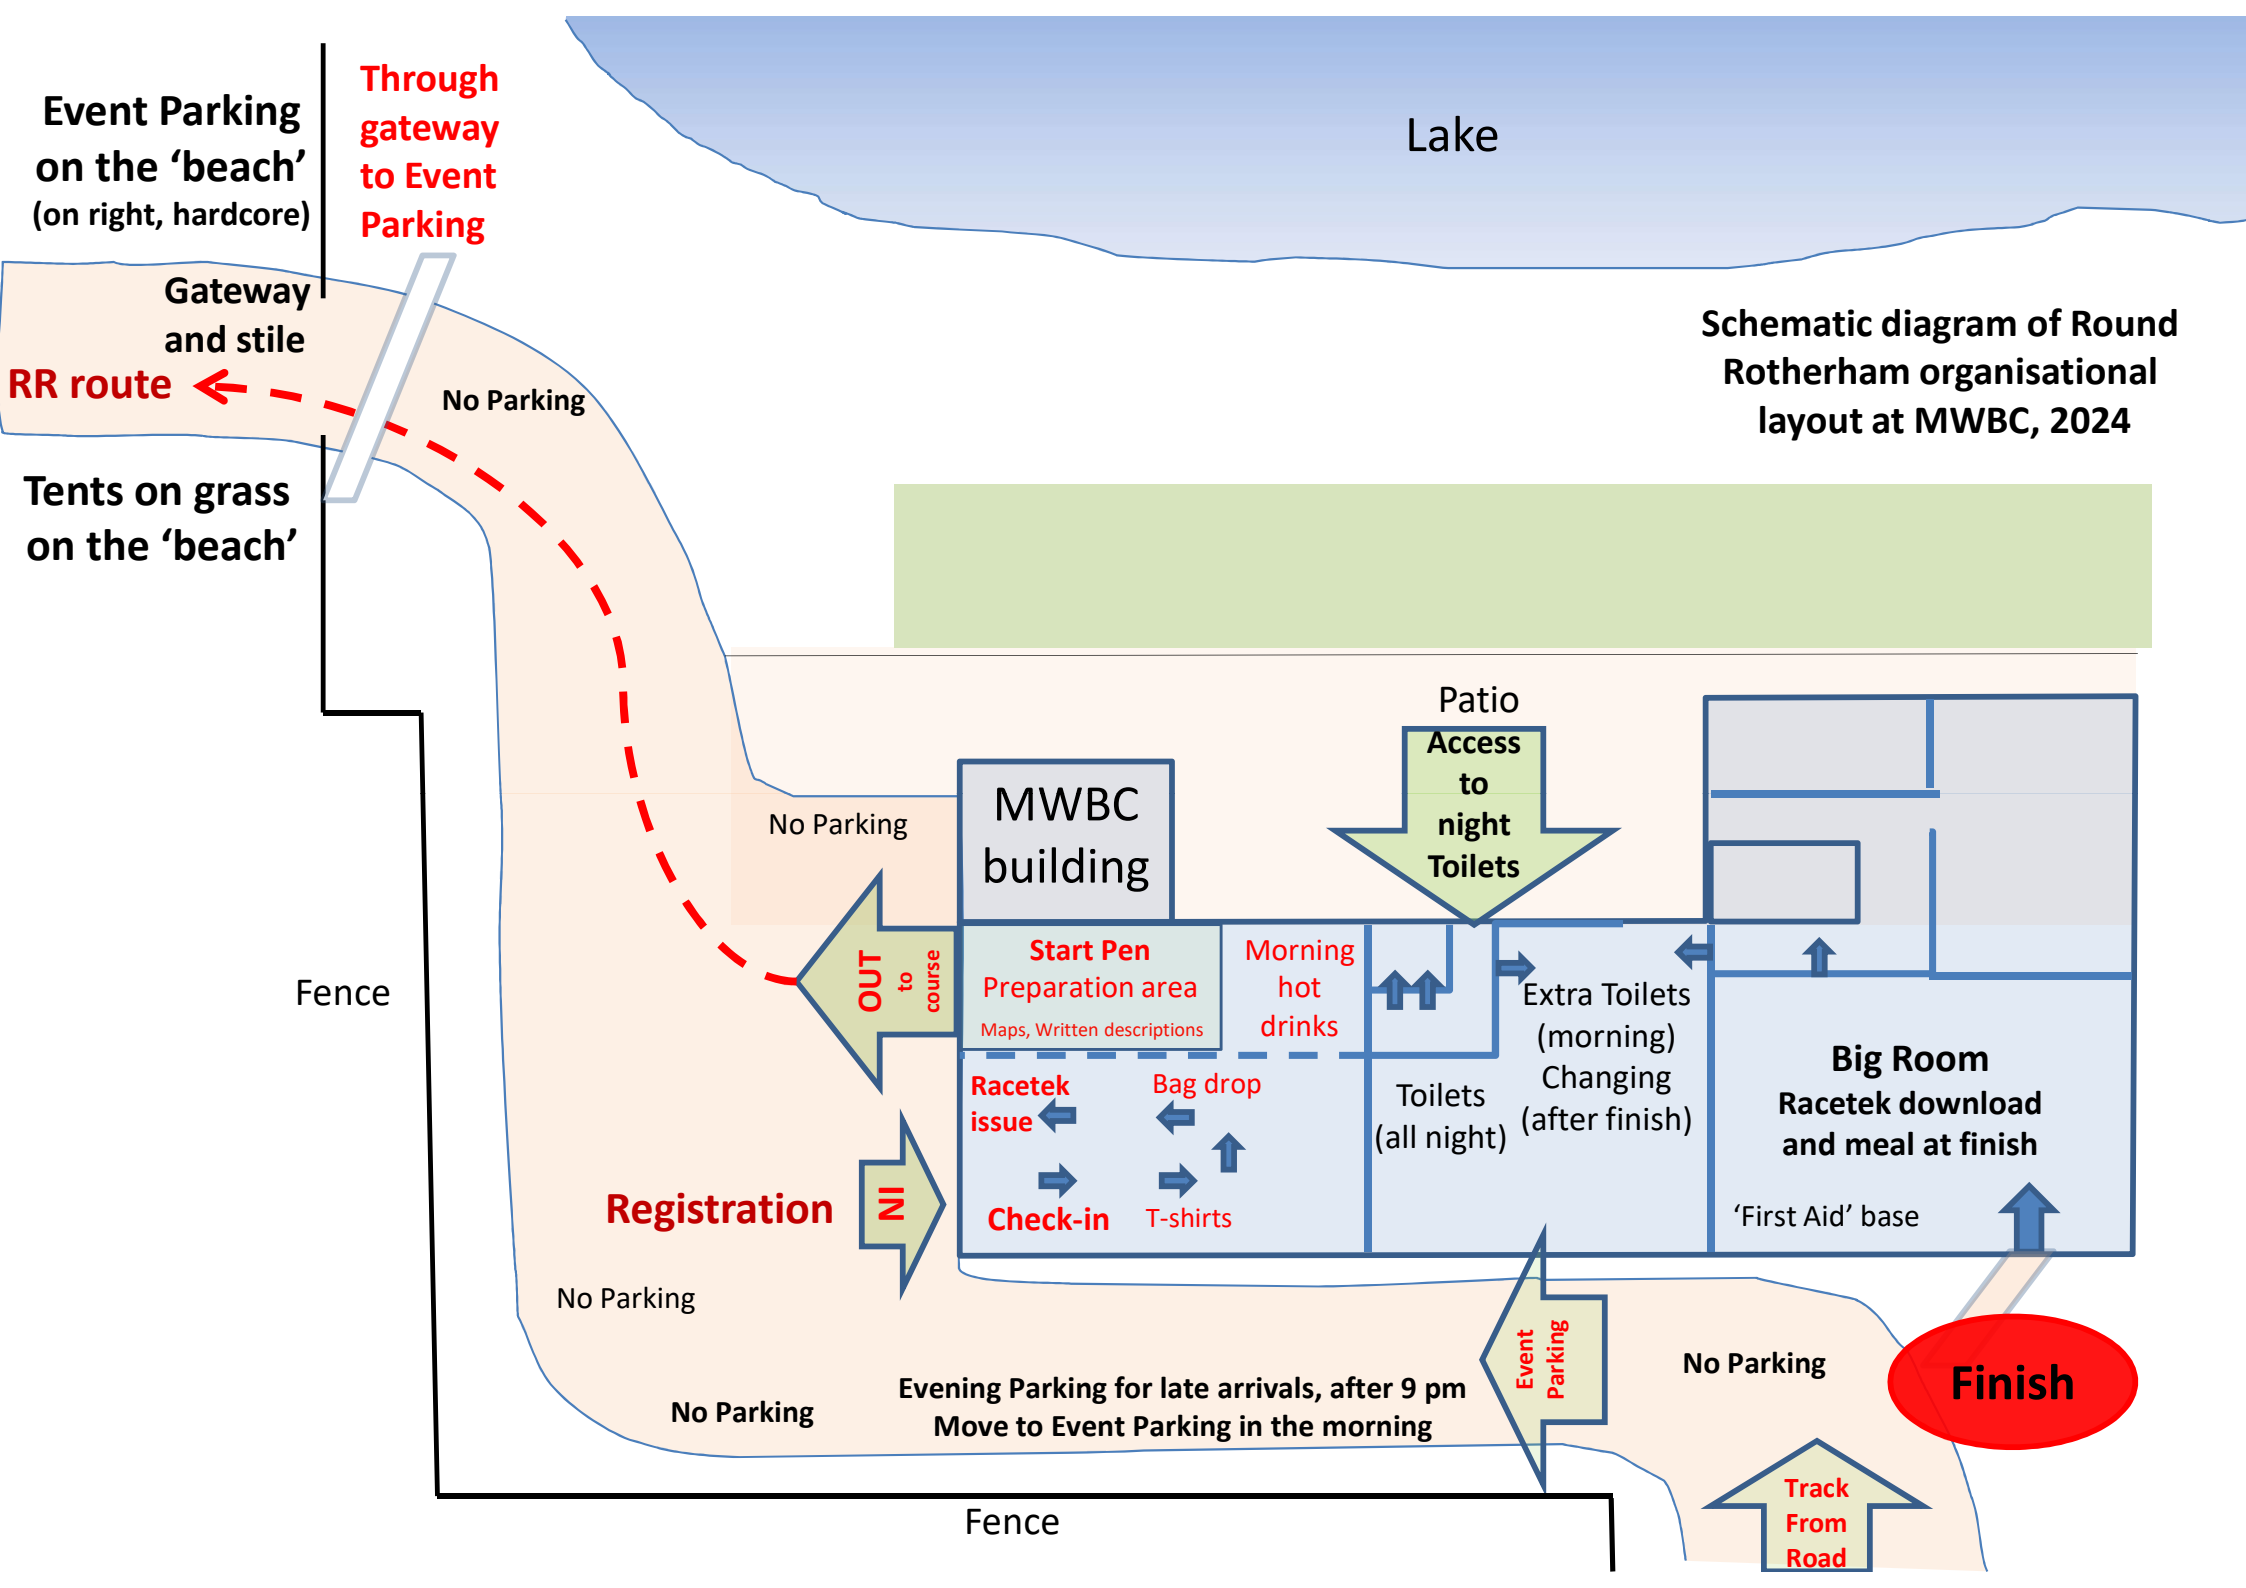 Through
gateway
to Event
Parking
Event Parking
on the ‘beach’
(on right, hardcore)
Lake
Gateway
and stile
RR route
No Parking
Schematic diagram of Round
Rotherham organisational
layout at MWBC, 2024
Tents on grass
on the ‘beach’
Patio
Access
to
night
Toilets
MWBC
building
No Parking
OUT
to
course
Start Pen
Preparation area
Maps, Written descriptions
Morning
hot
drinks
Fence
Extra Toilets
(morning)
Changing
(after finish)
Toilets
(all night)
Big Room
Racetek download
and meal at finish
Racetek
issue
Bag drop
Registration
IN
Check-in
T-shirts
‘First Aid’ base
No Parking
Event
Parking
No Parking
Finish
Evening Parking for late arrivals, after 9 pm
Move to Event Parking in the morning
No Parking
Fence
Track
From
Road